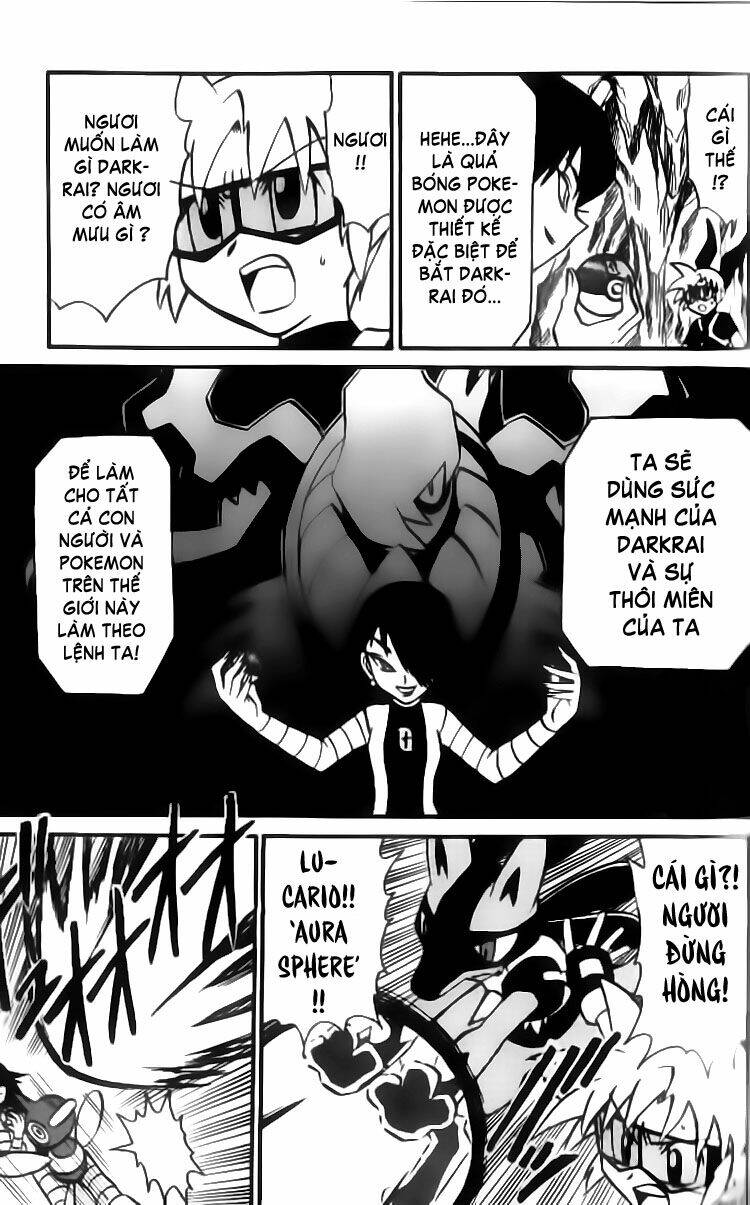 CÁI
GÌ
THẾ
!?
HEHE...ĐÂY
LÀ QUẢ
BÓNG POKE-
MON ĐƯỢC
THIẾT KẾ
ĐẶC BIỆT ĐỂ
BẮT DARK-
RAI ĐÓ...
NGƯƠI
!!
NGƯƠI
MUỐN LÀM
GÌ DARK-
RAI? NGƯƠI
CÓ ÂM
MƯU GÌ ?
TA SẼ
DÙNG SỨC
MẠNH CỦA
DARKRAI
VÀ SỰ
THÔI MIÊN
CỦA TA
ĐỂ LÀM
CHO TẤT
CẢ CON
NGƯỜI VÀ
POKEMON
TRÊN THẾ
GIỚI NÀY
LÀM THEO
LỆNH TA!
CÁI GÌ?!
NGƯỜI
ĐỪNG
HÒNG!
LU-
CARIO!!
'AURA
SPHERE'
!!